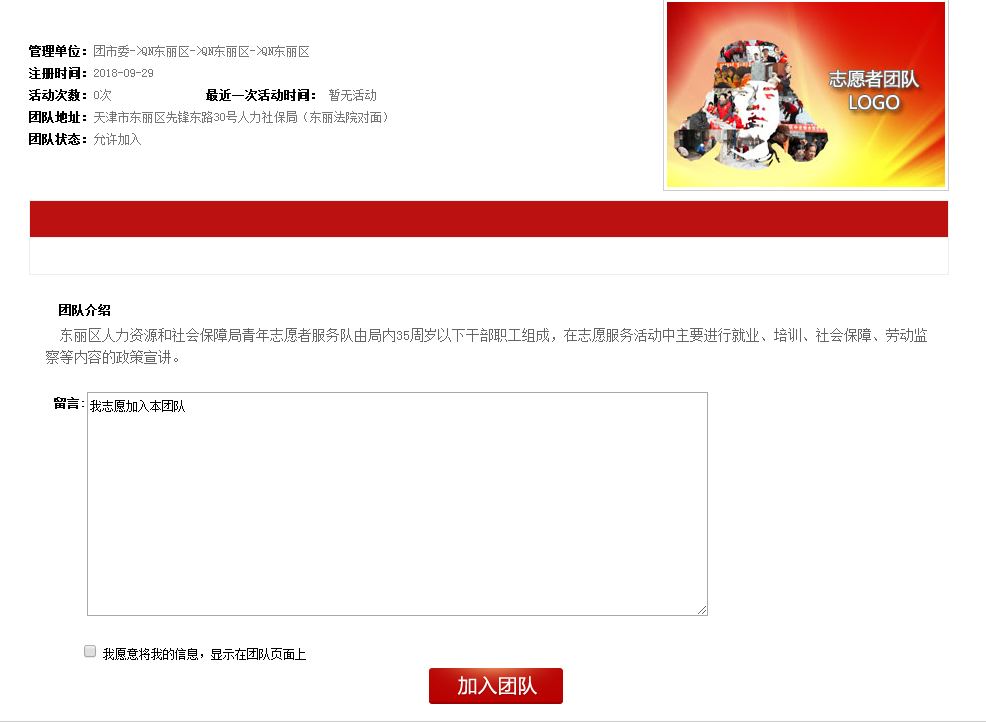 管理单位：团市委->QN东丽区->QN东丽区->QN东丽区
注册时间：2018-09-29
活动次数：0次 最近一次活动时间： 暂无活动
团队地址：天津市东丽区先锋东路30号人力社保局（东丽法院对面）
团队状态：允许加入
志愿者团队
LOGO
团队介绍
东丽区人力资源和社会保障局青年志愿者服务队由局内35周岁以下干部职工组成，在志愿服务活动中主要进行就业、培训、社会保障、劳动监
察等内容的政策宣讲。
留言：我志愿加入本团队
我愿意将我的信息，显示在团队页面上
加入团队